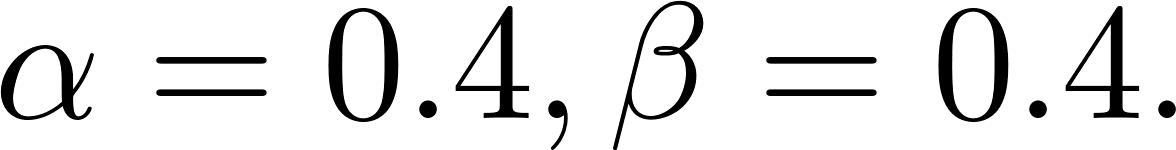 α = 0.4, β = 0.4.